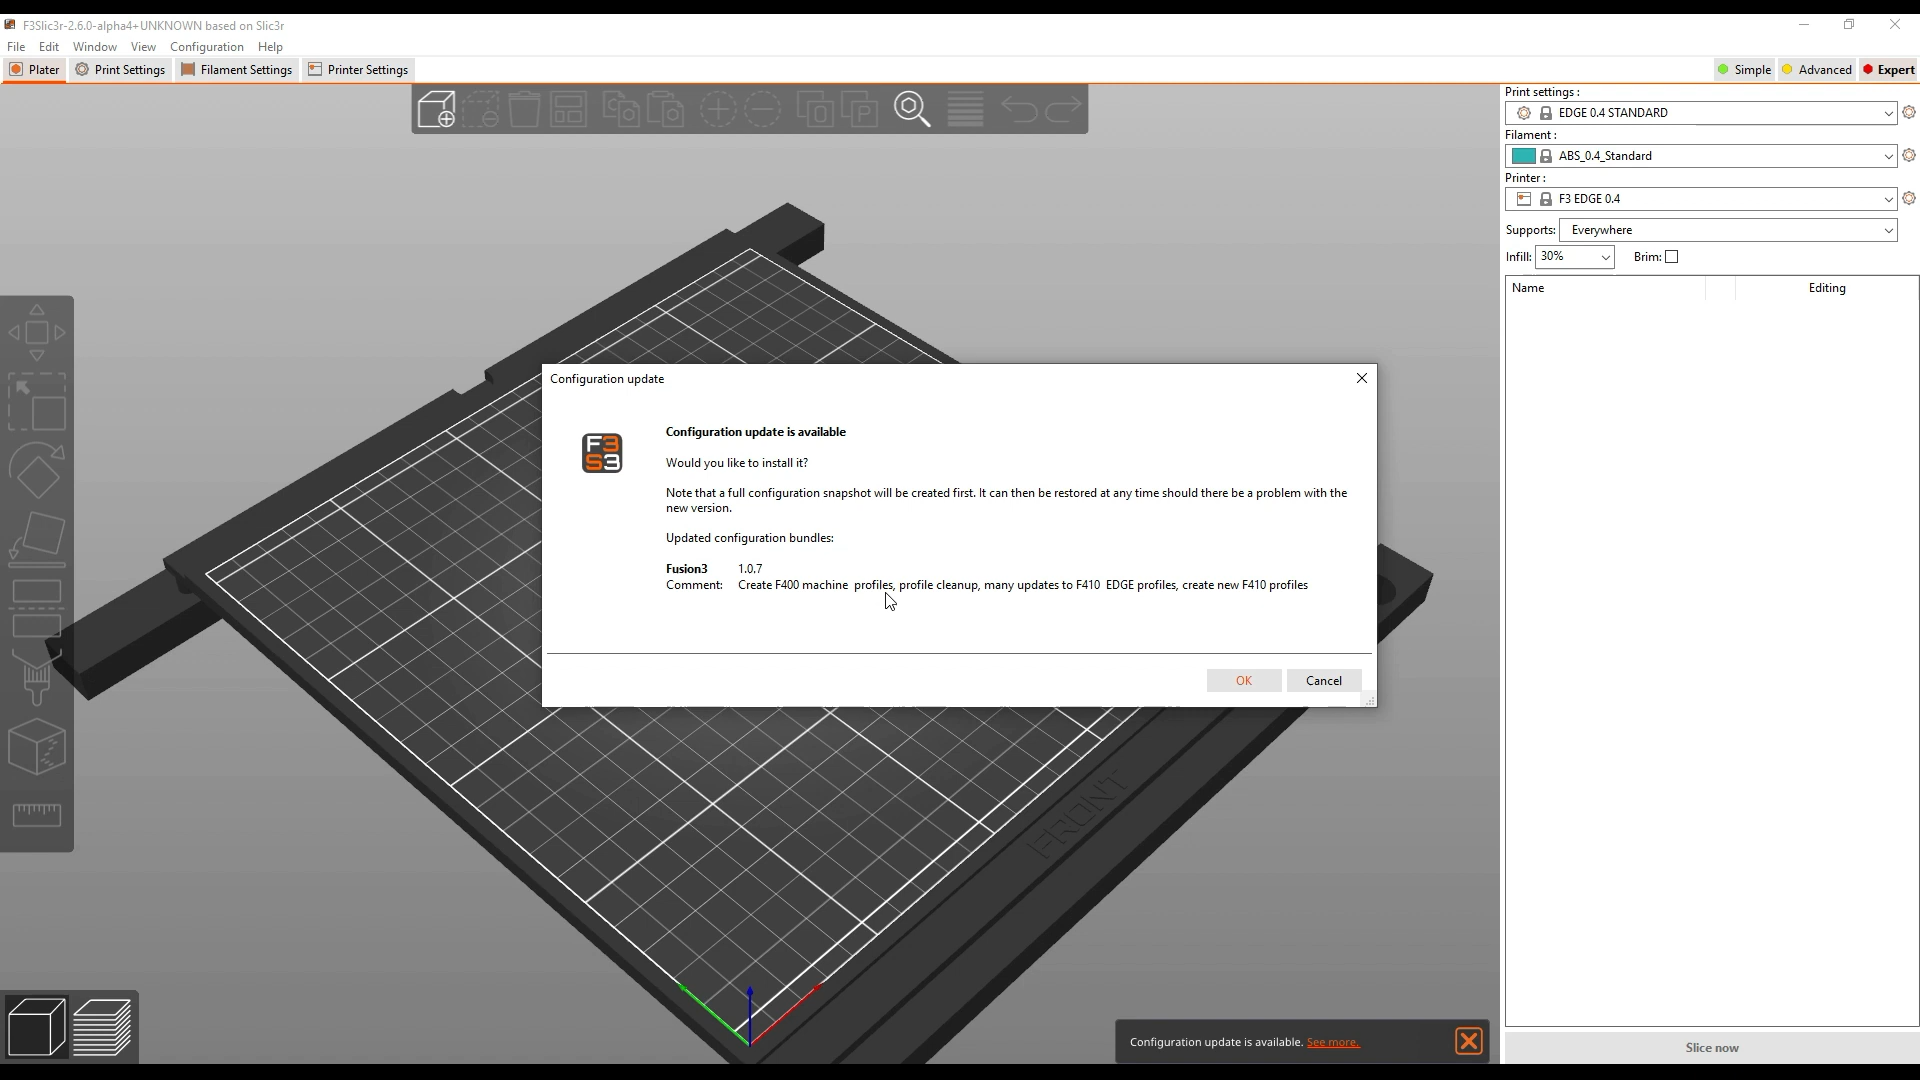 F3Slic3r-2.6.0-alpha4+UNKNOWN based on Slic3r
File Edit Window View Configuration Help
Plater Print Settings Filament Settings Printer Settings Simple Advanced Expert
Print settings :
EDGE 0.4 STANDARD
Filament :
ABS_0.4_Standard
Printer :
F3 EDGE 0.4
Supports: Everywhere
Infill: 30% Brim:
Name Editing
Configuration update
F3
S3
Configuration update is available
Would you like to install it?
Note that a full configuration snapshot will be created first. It can then be restored at any time should there be a problem with the
new version.
Updated configuration bundles:
Fusion3 1.0.7
Comment: Create F400 machine profiles, profile cleanup, many updates to F410 EDGE profiles, create new F410 profiles
OK Cancel
FRONT
Configuration update is available. See more.
Slice now